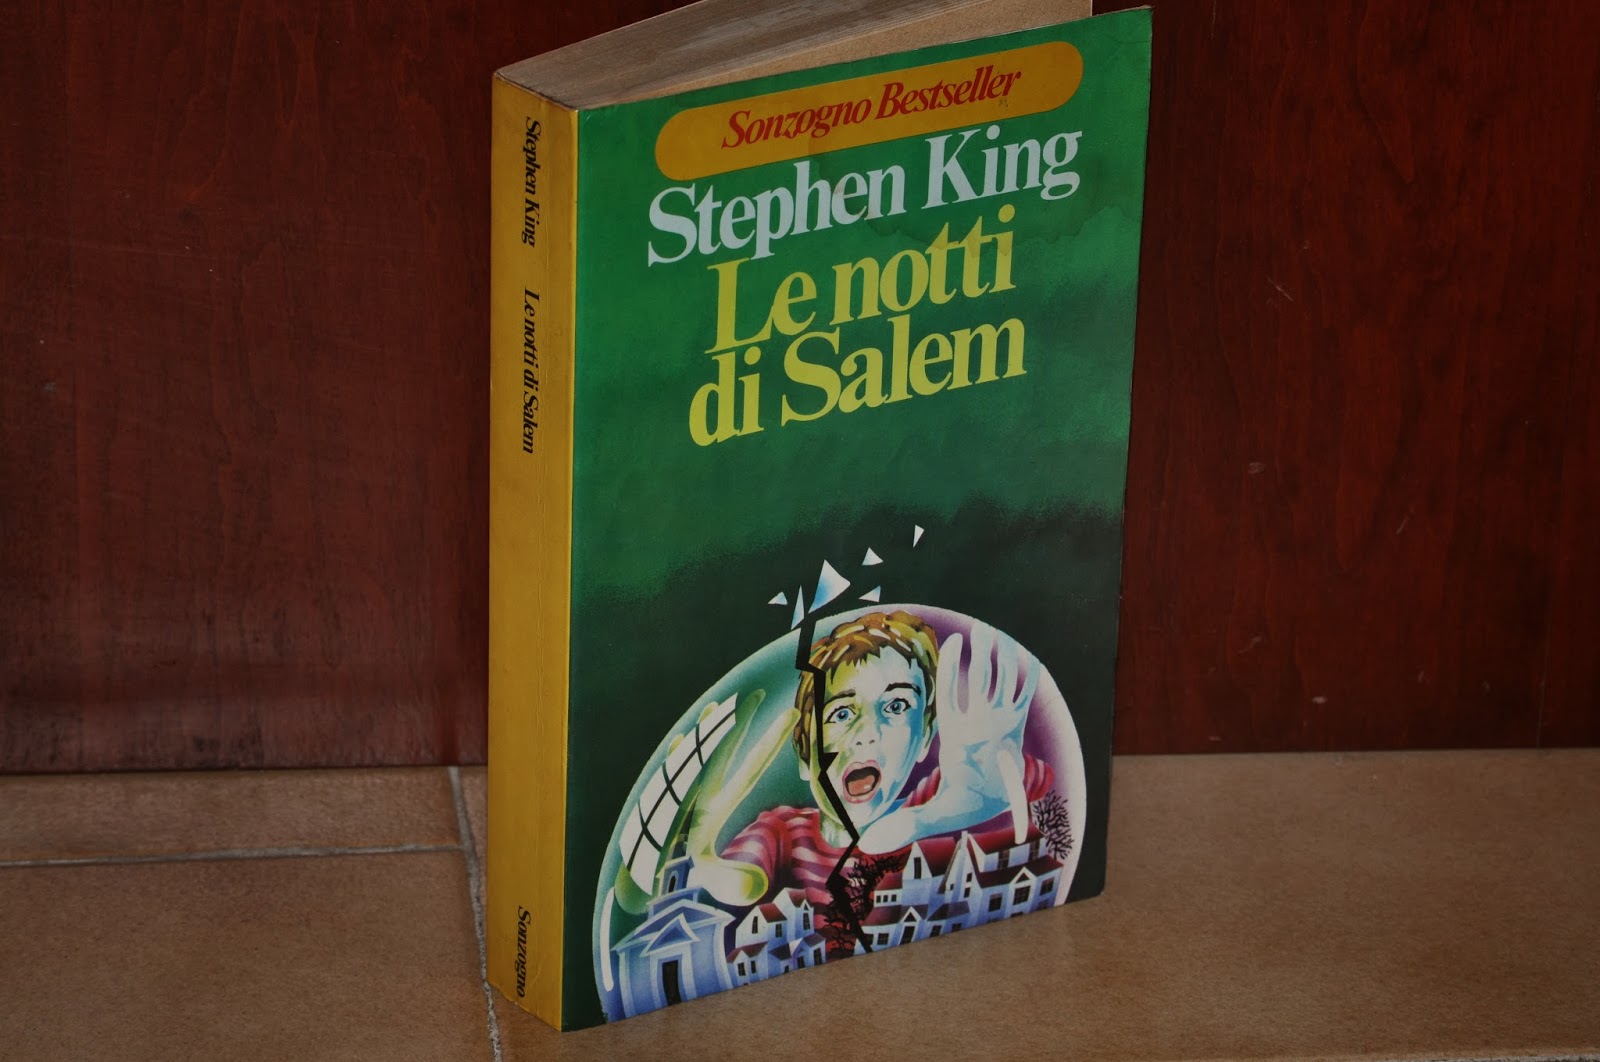 Sonzogno Bestseller
Stephen King
Le notti
di Salem
Stephen King Le notti di Salem Sonzogno